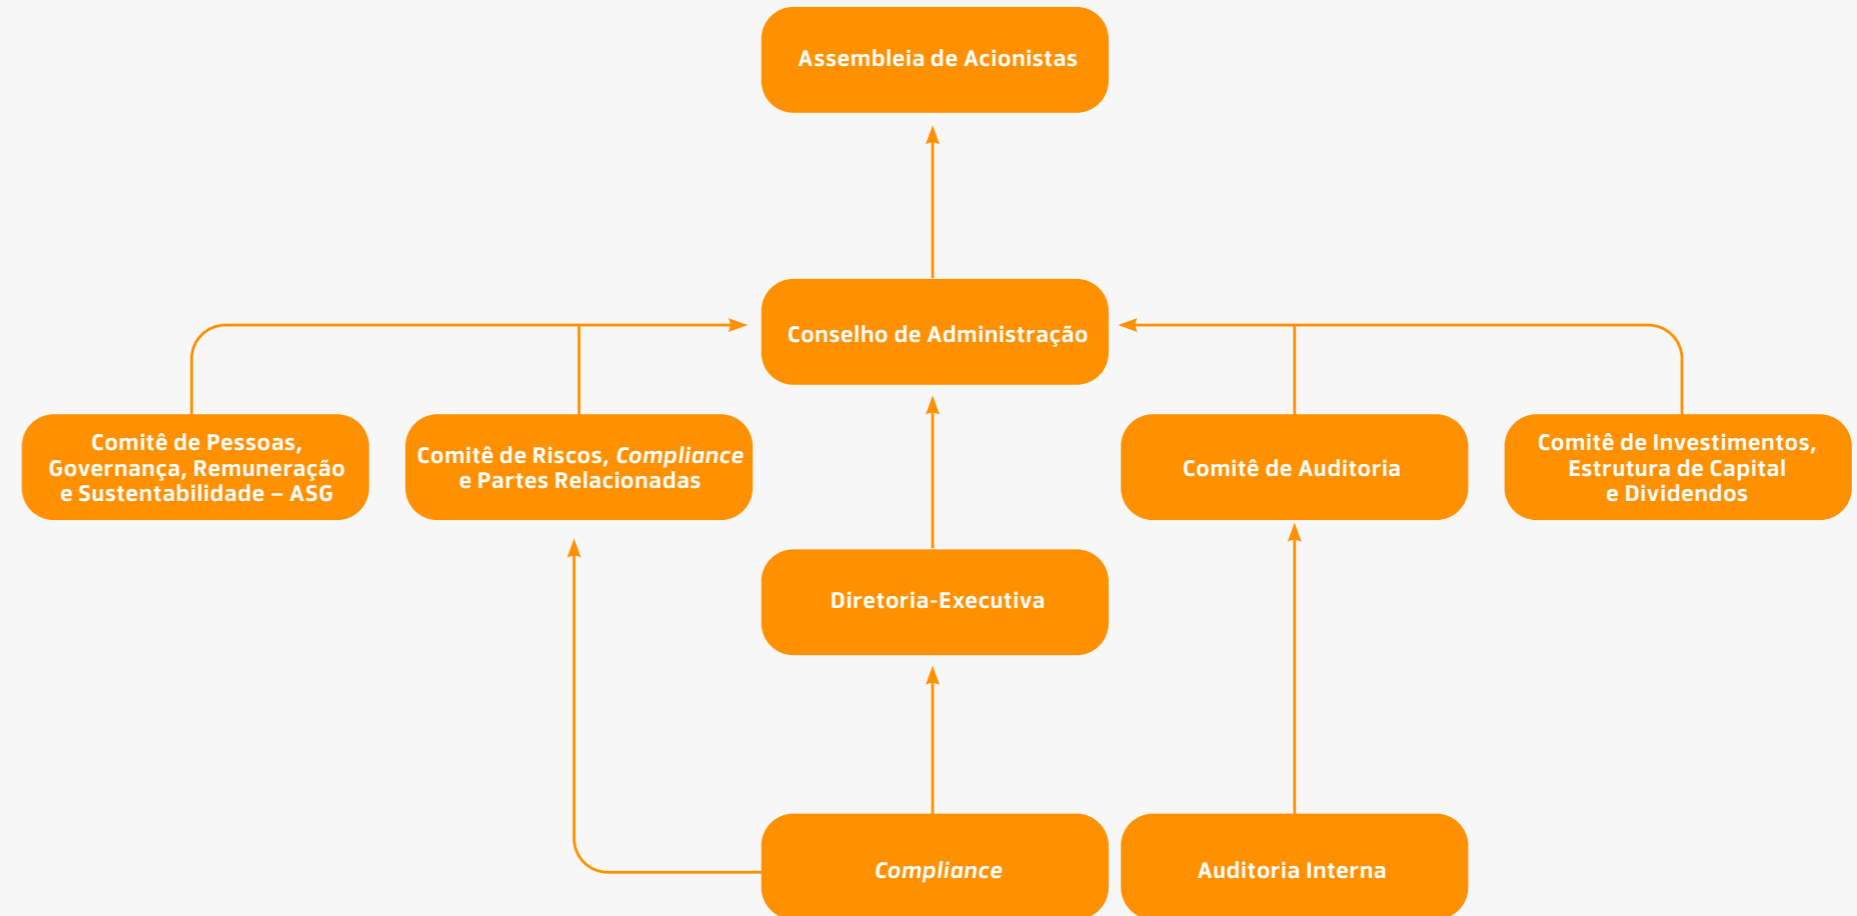 Assembleia de Acionistas
Conselho de Administração
Comitê de Pessoas,
Governança, Remuneração
e Sustentabilidade – ASG
Comitê de Riscos, Compliance
e Partes Relacionadas
Comitê de Auditoria
Comitê de Investimentos,
Estrutura de Capital
e Dividendos
Diretoria-Executiva
Compliance
Auditoria Interna